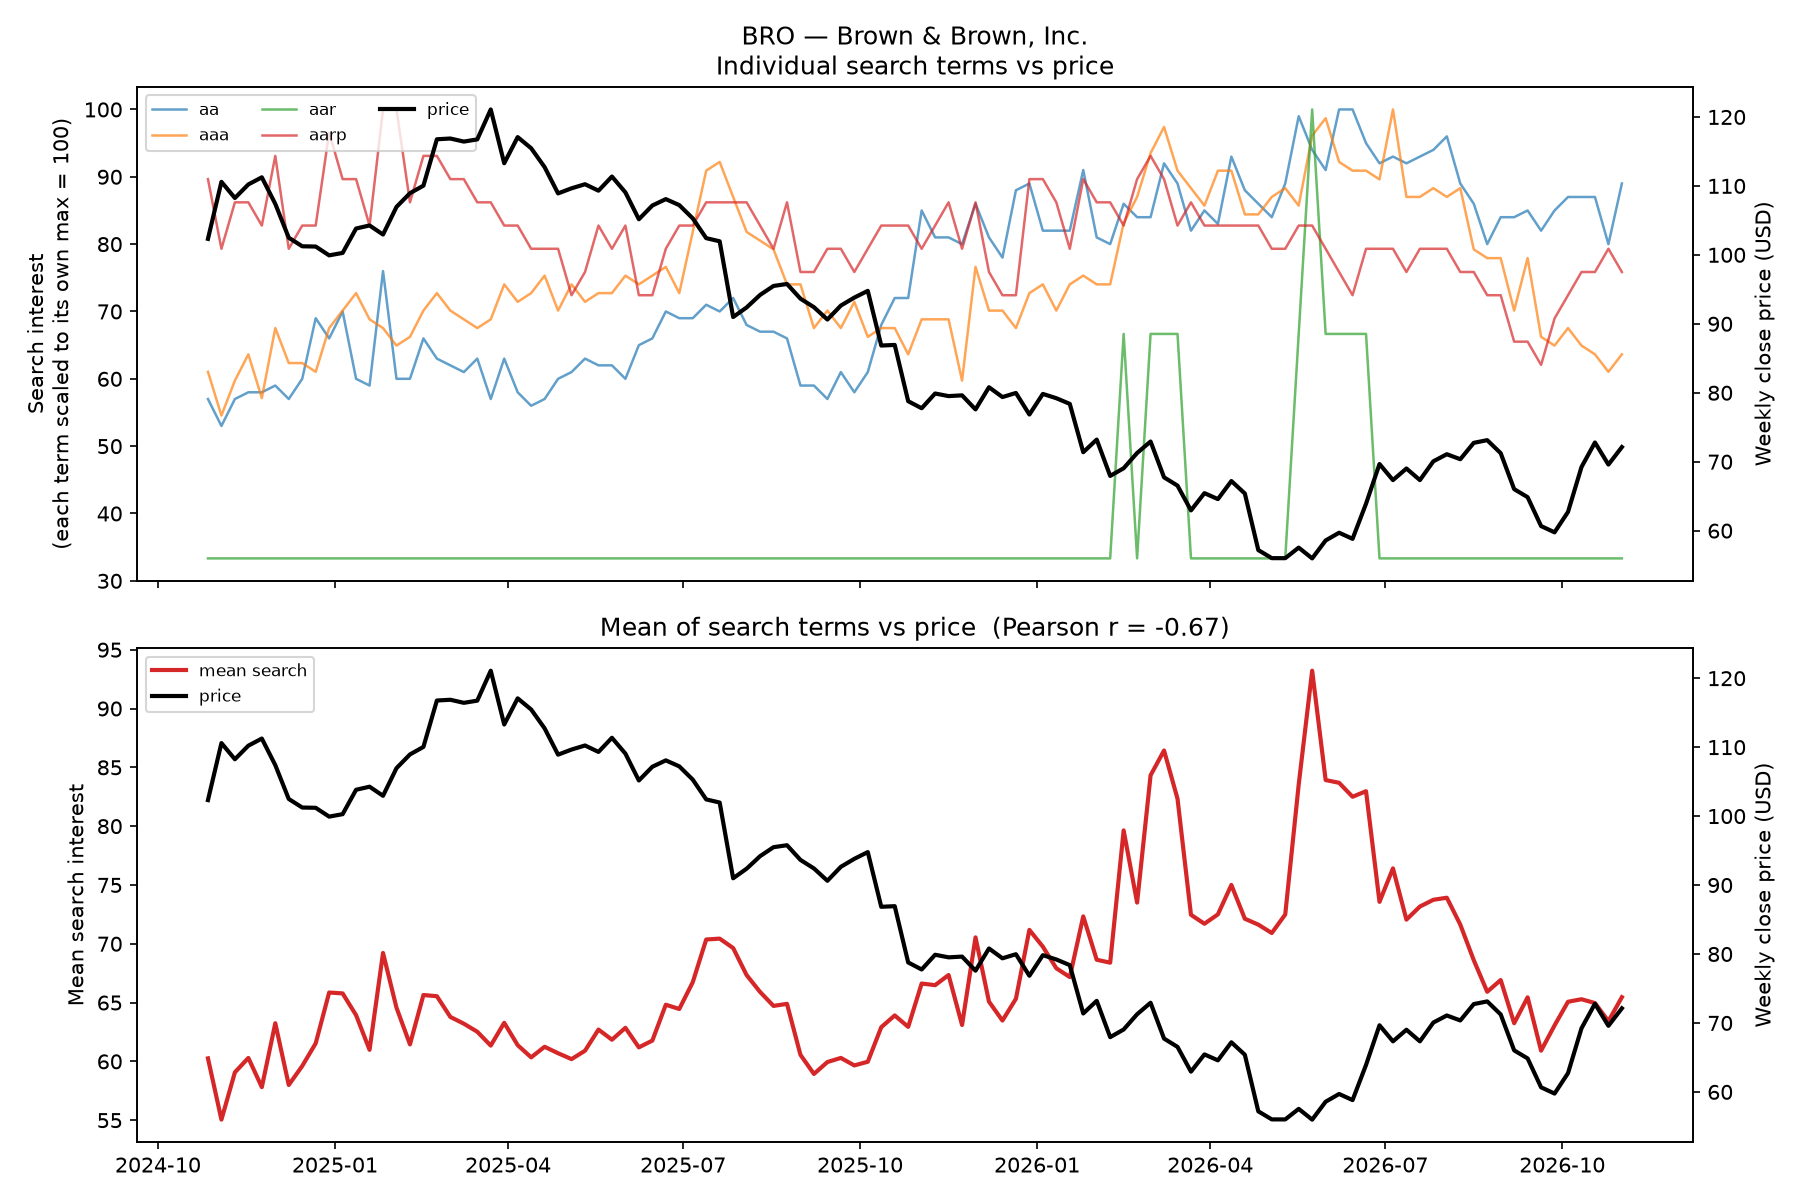 BRO — Brown & Brown, Inc.
Individual search terms vs price
aa
aaa
aar
aarp
price
100
90
80
70
60
50
40
30
Search interest
(each term scaled to its own max = 100)
120
110
100
90
80
70
60
Weekly close price (USD)
Mean of search terms vs price (Pearson r = -0.67)
mean search
price
95
90
85
80
75
70
65
60
55
Mean search interest
120
110
100
90
80
70
60
Weekly close price (USD)
2024-10
2025-01
2025-04
2025-07
2025-10
2026-01
2026-04
2026-07
2026-10